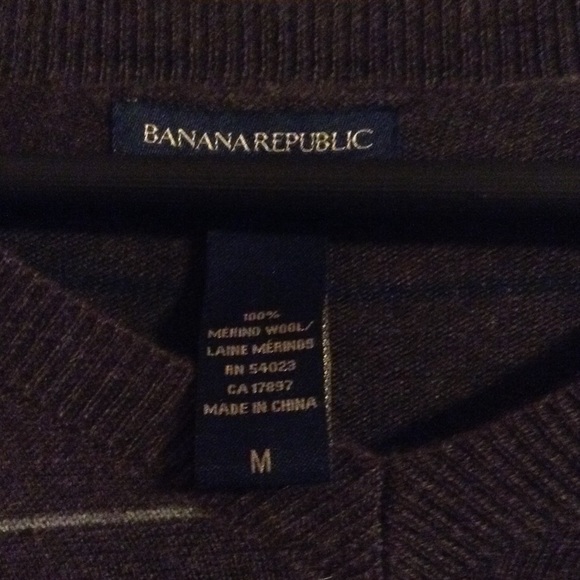 BANANA REPUBLIC
100%
MERINO WOOL/
LAINE MÉRINOS
RN 54023
CA 17897
MADE IN CHINA
M